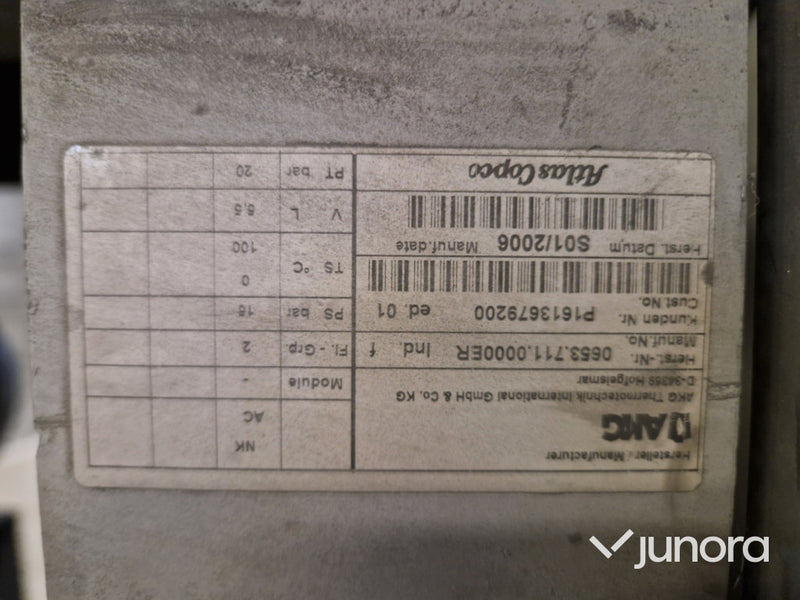 Hersteller / Manufacturer
AKG
AKG Thermotechnik International GmbH & Co. KG
D-34369 Hofgeismar
Herst.-Nr. 0653.711.0000ER Ind. f
Manuf.No.
Kunden Nr. P1613679200 ed. 01
Cust.No.
Herst. Datum S01/2006 Manuf.date
Atlas Copco
NK
AC
Module -
Fl.-Grp. 2
PS bar 16
TS °C 0
100
V L 5,5
PT bar 20
junora